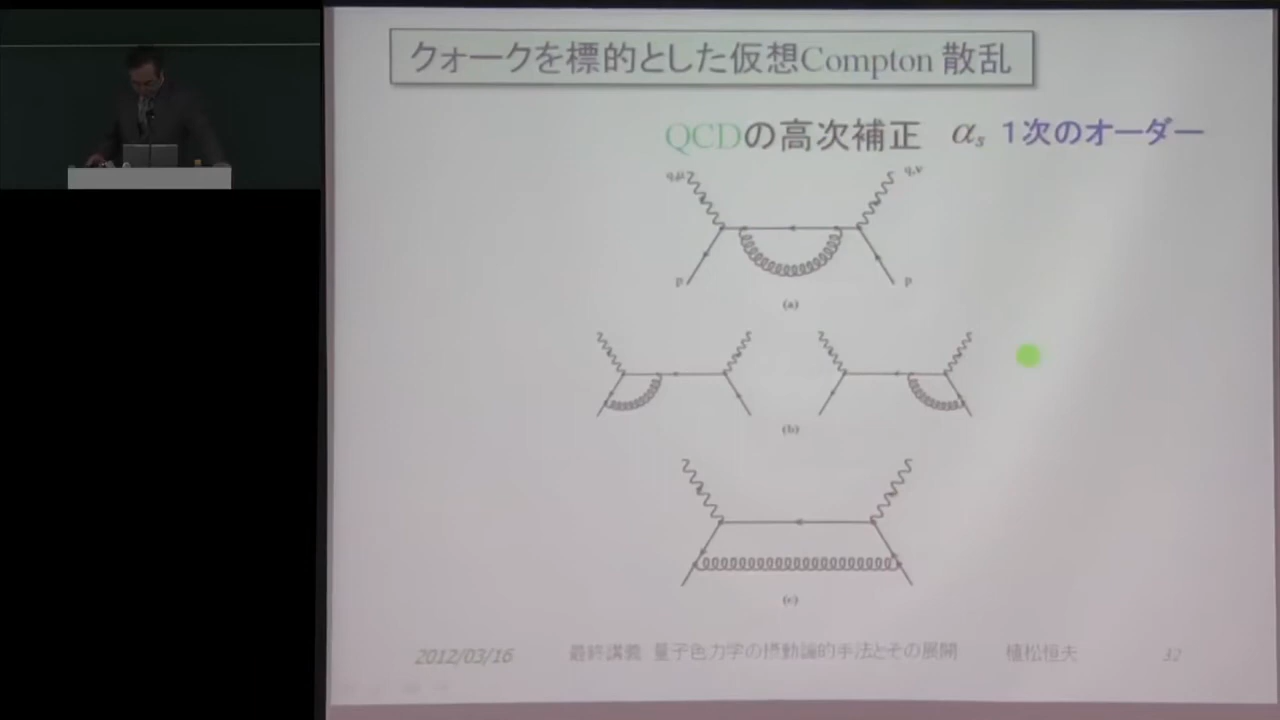 クォークを標的とした仮想Compton 散乱
QCDの高次補正 αs 1次のオーダー
q,μ q,ν
p p
(a)
(b)
(c)
2012/03/16 最終講義 量子色力学の摂動論的手法とその展開 植松恒夫 32